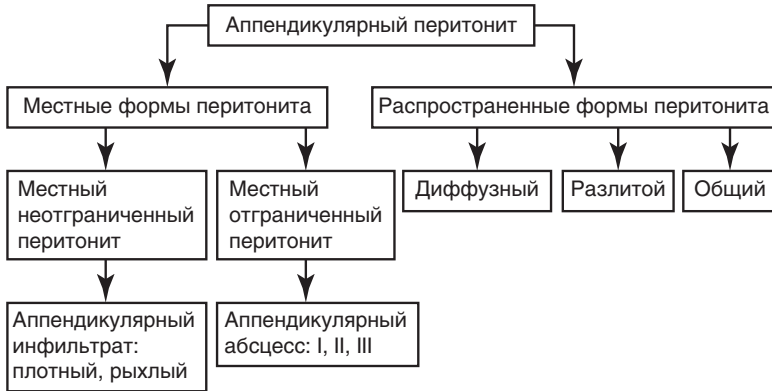 Аппендикулярный перитонит
Местные формы перитонита
Распространенные формы перитонита
Местный
неотграниченный
перитонит
Местный
отграниченный
перитонит
Диффузный
Разлитой
Общий
Аппендикулярный
инфильтрат:
плотный, рыхлый
Аппендикулярный
абсцесс: I, II, III